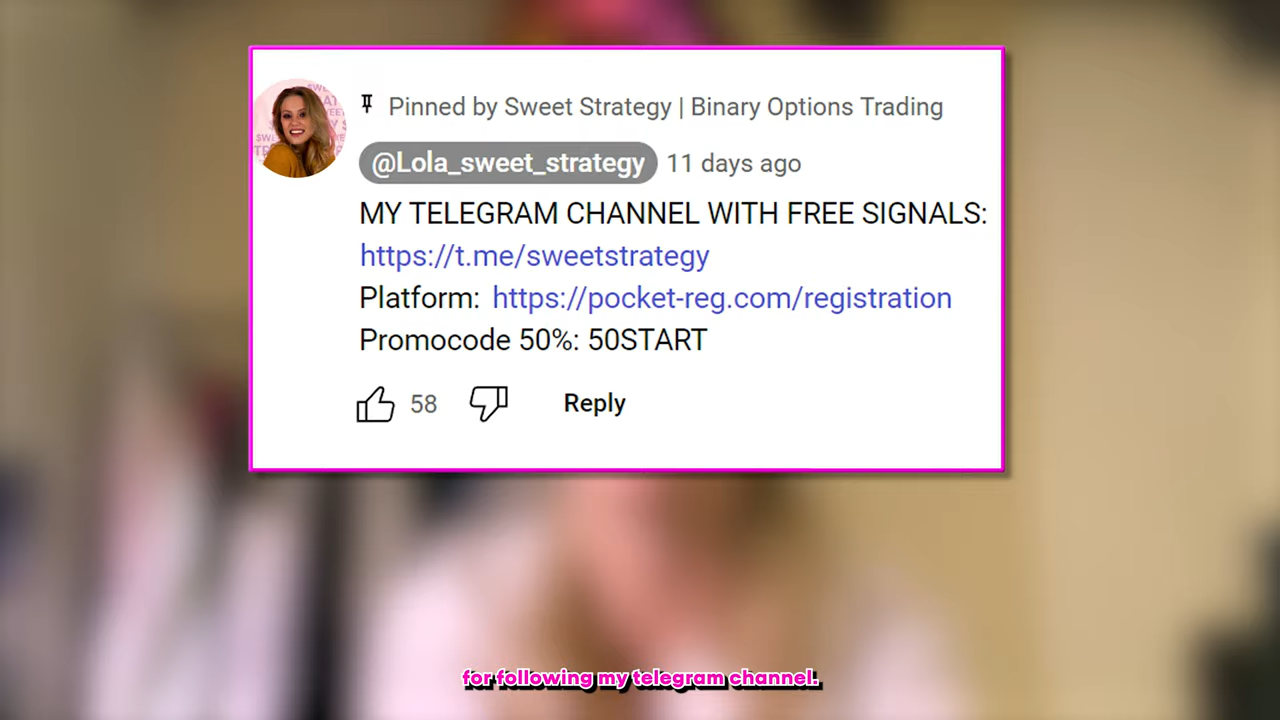 Pinned by Sweet Strategy | Binary Options Trading
@Lola_sweet_strategy 11 days ago
MY TELEGRAM CHANNEL WITH FREE SIGNALS:
https://t.me/sweetstrategy
Platform: https://pocket-reg.com/registration
Promocode 50%: 50START
58 Reply
for following my telegram channel.